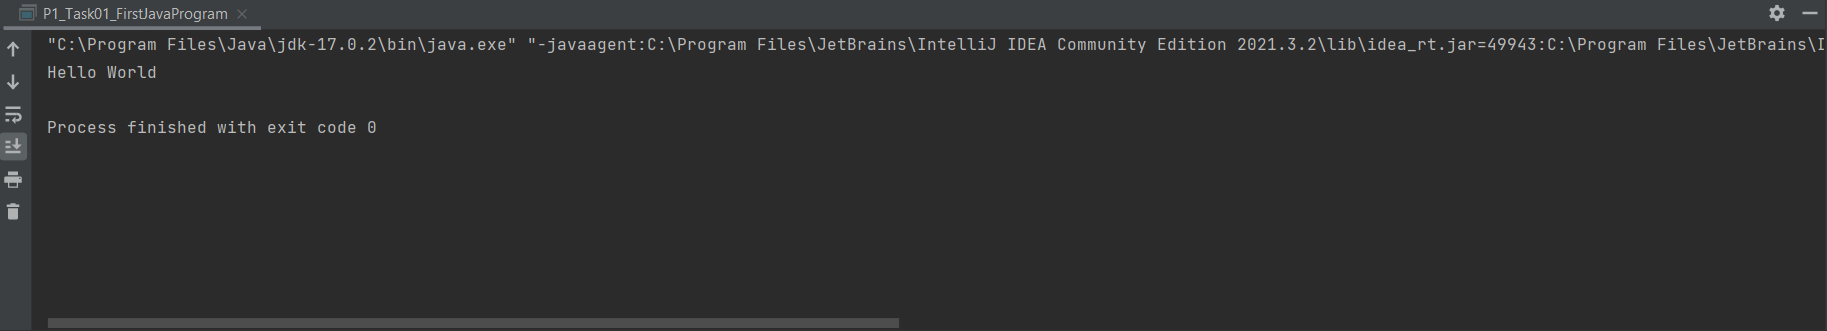 P1_Task01_FirstJavaProgram
"C:\Program Files\Java\jdk-17.0.2\bin\java.exe" "-javaagent:C:\Program Files\JetBrains\IntelliJ IDEA Community Edition 2021.3.2\lib\idea_rt.jar=49943:C:\Program Files\JetBrains\I
Hello World
Process finished with exit code 0